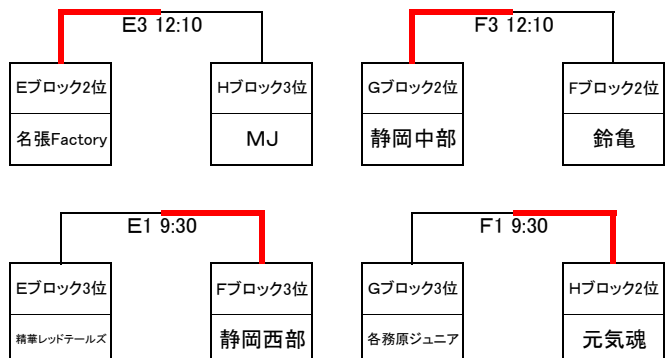 E3 12:10
F3 12:10
Eブロック2位
Hブロック3位
Gブロック2位
Fブロック2位
名張Factory
MJ
静岡中部
鈴亀
E1 9:30
F1 9:30
Eブロック3位
Fブロック3位
Gブロック3位
Hブロック2位
精華レッドテールズ
静岡西部
各務原ジュニア
元気魂